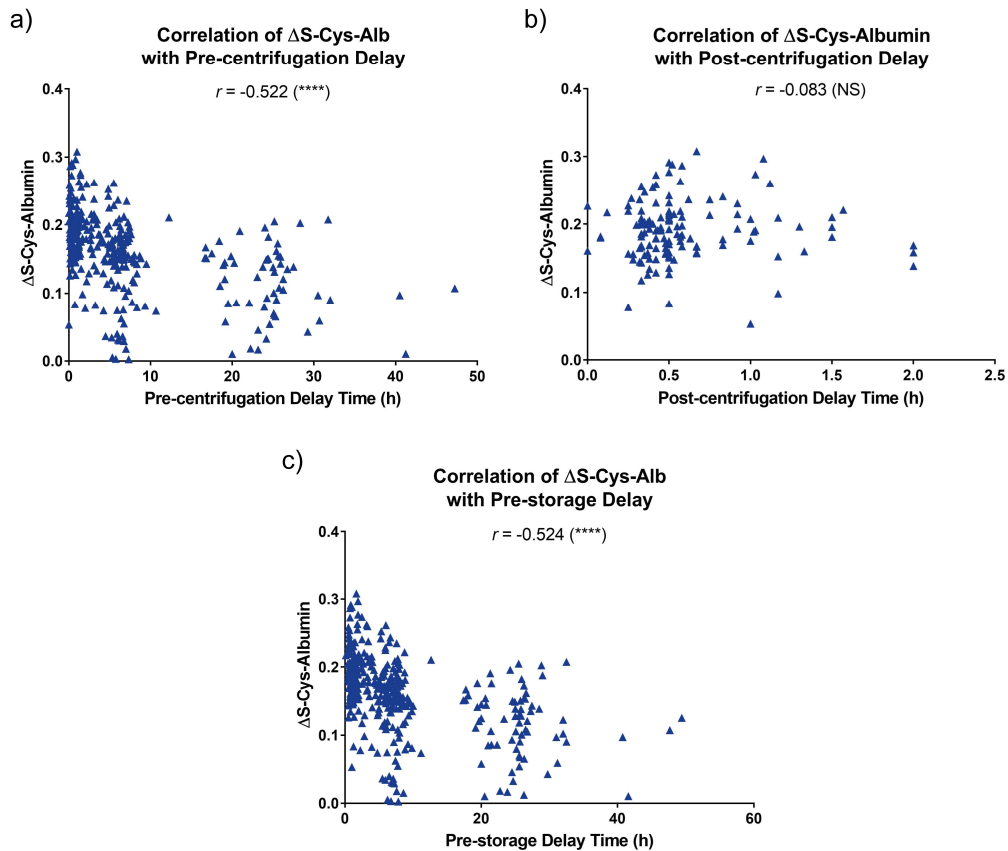 a)
Correlation of ΔS-Cys-Alb
with Pre-centrifugation Delay
r = -0.522 (****)
0.4
0.3
0.2
0.1
0.0
ΔS-Cys-Albumin
0 10 20 30 40 50
Pre-centrifugation Delay Time (h)
b)
Correlation of ΔS-Cys-Albumin
with Post-centrifugation Delay
r = -0.083 (NS)
0.4
0.3
0.2
0.1
0.0
ΔS-Cys-Albumin
0.0 0.5 1.0 1.5 2.0 2.5
Post-centrifugation Delay Time (h)
c)
Correlation of ΔS-Cys-Alb
with Pre-storage Delay
r = -0.524 (****)
0.4
0.3
0.2
0.1
0.0
ΔS-Cys-Albumin
0 20 40 60
Pre-storage Delay Time (h)